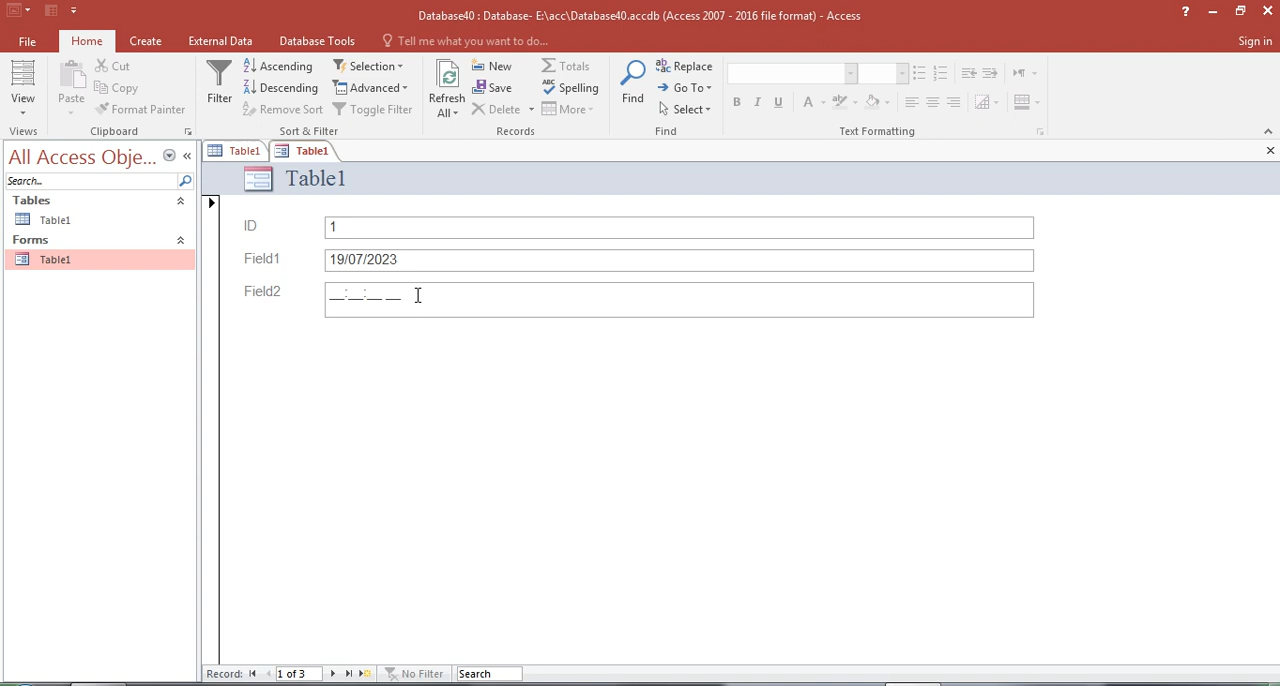 Database40 : Database- E:\acc\Database40.accdb (Access 2007 - 2016 file format) - Access
?
File Home Create External Data Database Tools Tell me what you want to do... Sign in
View
Views
Paste
Cut
Copy
Format Painter
Clipboard
Filter
Ascending
Descending
Remove Sort
Selection
Advanced
Toggle Filter
Sort & Filter
Refresh
All
New
Save
Delete
Totals
Spelling
More
Records
Find
Replace
Go To
Select
Find
B I U A
Text Formatting
All Access Obje...
Search..
Tables
Table1
Forms
Table1
Table1 Table1
Table1
ID 1
Field1 19/07/2023
Field2 __:__:__ __
Record: 1 of 3 No Filter Search